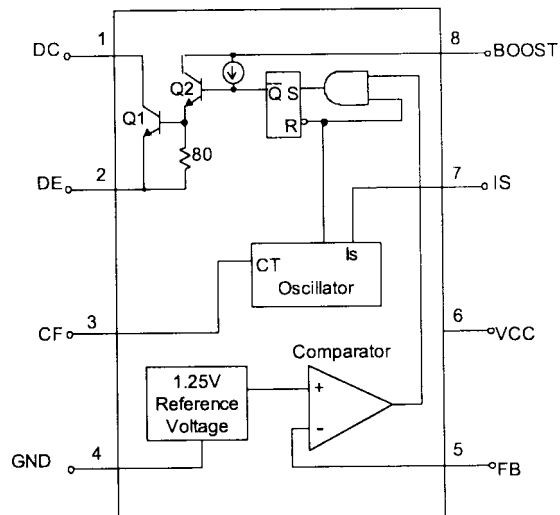 DC 1
8 BOOST
Q2
Q S
Q1
R
80
DE 2
7 IS
CT Is
Oscillator
CF 3
6 VCC
Comparator
1.25V
Reference
Voltage
+
-
GND 4
5 FB